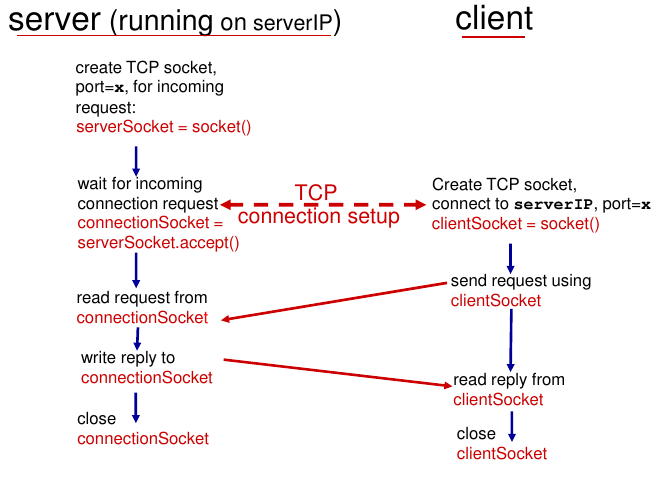 server (running on serverIP)
client
create TCP socket,
port=x, for incoming
request:
serverSocket = socket()
wait for incoming
connection request
connectionSocket =
serverSocket.accept()
TCP
connection setup
Create TCP socket,
connect to serverIP, port=x
clientSocket = socket()
send request using
clientSocket
read request from
connectionSocket
write reply to
connectionSocket
read reply from
clientSocket
close
connectionSocket
close
clientSocket